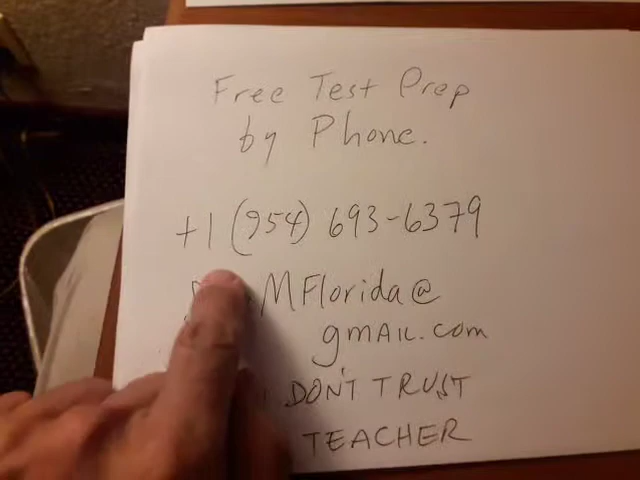 Free Test Prep
by Phone.
+1 (954) 693-6379
MFlorida@
gmAIL.com
DON'T TRUST
TEACHER